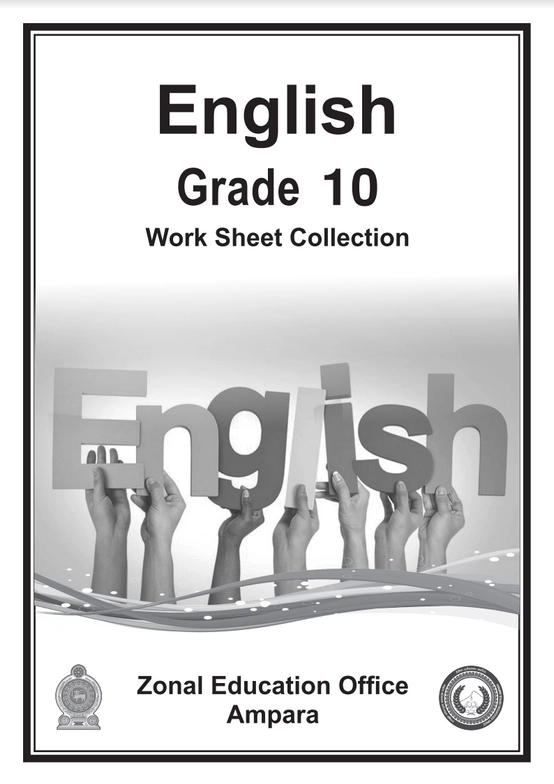 English
Grade 10
Work Sheet Collection
English
Zonal Education Office
Ampara